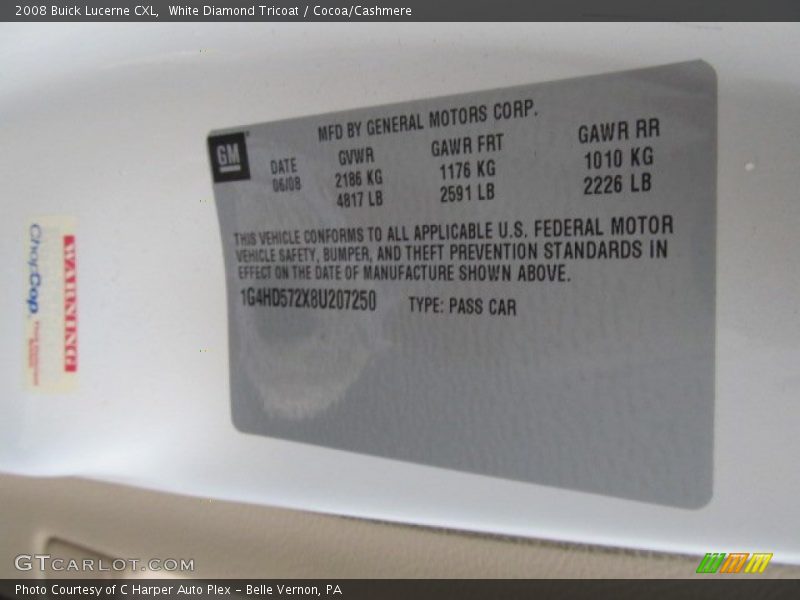 2008 Buick Lucerne CXL,  White Diamond Tricoat / Cocoa/Cashmere
MFD BY GENERAL MOTORS CORP.
GM
DATE GVWR GAWR FRT GAWR RR
06/08 2186 KG 1176 KG 1010 KG
4817 LB 2591 LB 2226 LB
THIS VEHICLE CONFORMS TO ALL APPLICABLE U.S. FEDERAL MOTOR
VEHICLE SAFETY, BUMPER, AND THEFT PREVENTION STANDARDS IN
EFFECT ON THE DATE OF MANUFACTURE SHOWN ABOVE.
1G4HD572X8U207250 TYPE: PASS CAR
WARNING
ChopCop
GTCARLOT.COM
Photo Courtesy of C Harper Auto Plex – Belle Vernon, PA